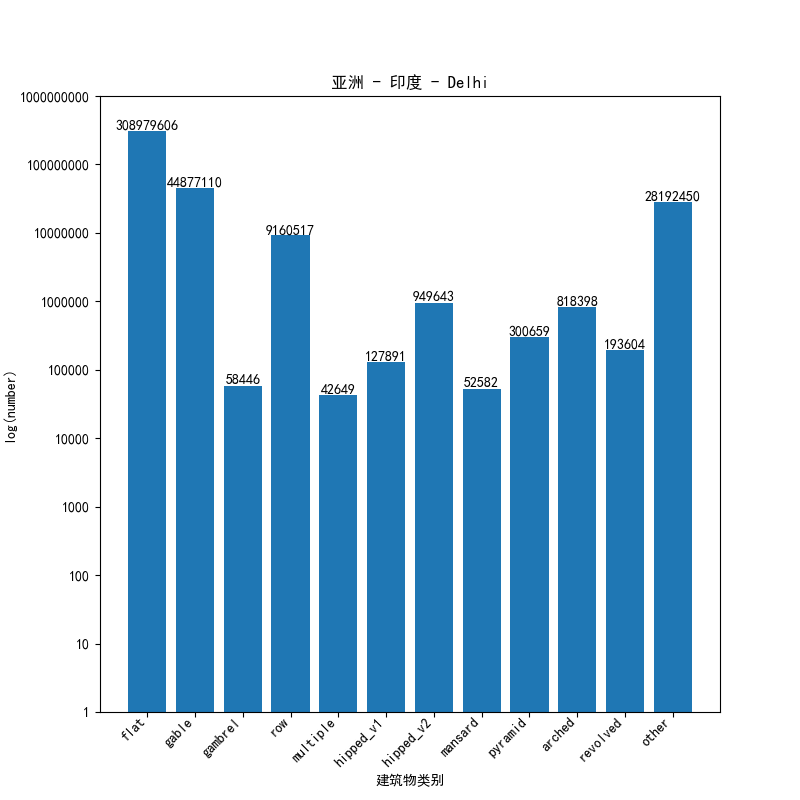 亚洲 - 印度 - Delhi
1000000000
100000000
10000000
1000000
100000
10000
1000
100
10
1
log(number)
308979606
44877110
58446
9160517
42649
127891
949643
52582
300659
818398
193604
28192450
flat
gable
gambrel
row
multiple
hipped_v1
hipped_v2
mansard
pyramid
arched
revolved
other
建筑物类别